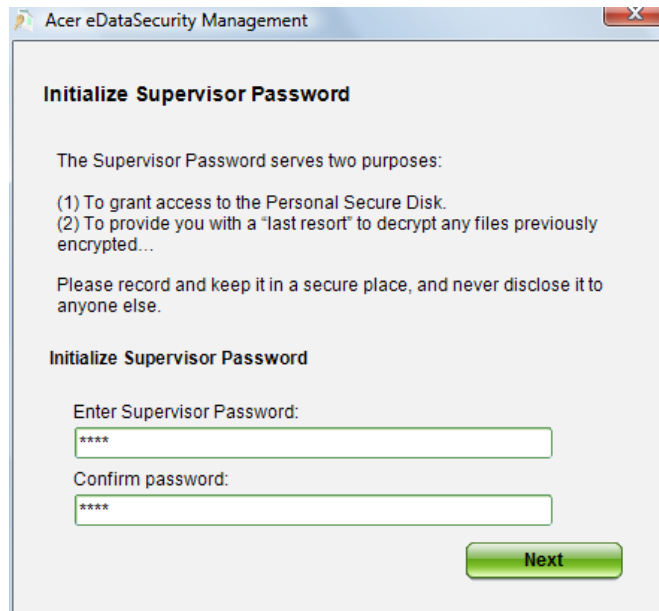 Acer eDataSecurity Management
Initialize Supervisor Password
The Supervisor Password serves two purposes:
(1) To grant access to the Personal Secure Disk.
(2) To provide you with a “last resort” to decrypt any files previously
encrypted...
Please record and keep it in a secure place, and never disclose it to
anyone else.
Initialize Supervisor Password
Enter Supervisor Password:
****
Confirm password:
****
Next